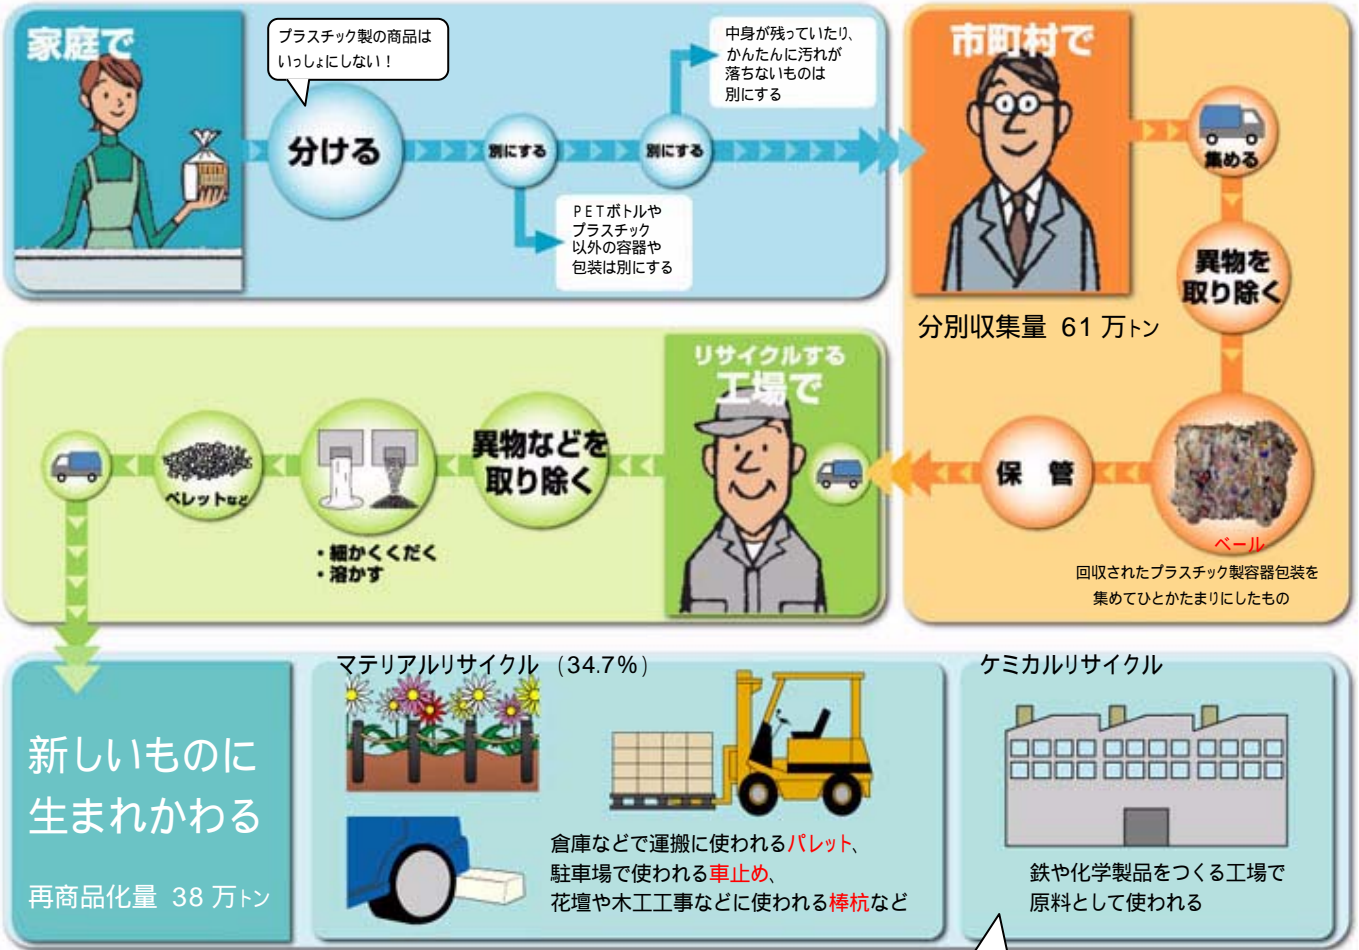 家庭で
プラスチック製の商品は
いっしょにしない！
分ける
別にする
PETボトルや
プラスチック
以外の容器や
包装は別にする
別にする
中身が残っていたり、
かんたんに汚れが
落ちないものは
別にする
市町村で
集める
異物を
取り除く
分別収集量 61 万トン
ベール
回収されたプラスチック製容器包装を
集めてひとかたまりにしたもの
保 管
リサイクルする
工場で
異物などを
取り除く
・細かくくだく
・溶かす
ペレットなど
新しいものに
生まれかわる
再商品化量 38 万トン
マテリアルリサイクル （34.7％）
倉庫などで運搬に使われるパレット、
駐車場で使われる車止め、
花壇や木工工事などに使われる棒杭など
ケミカルリサイクル
鉄や化学製品をつくる工場で
原料として使われる